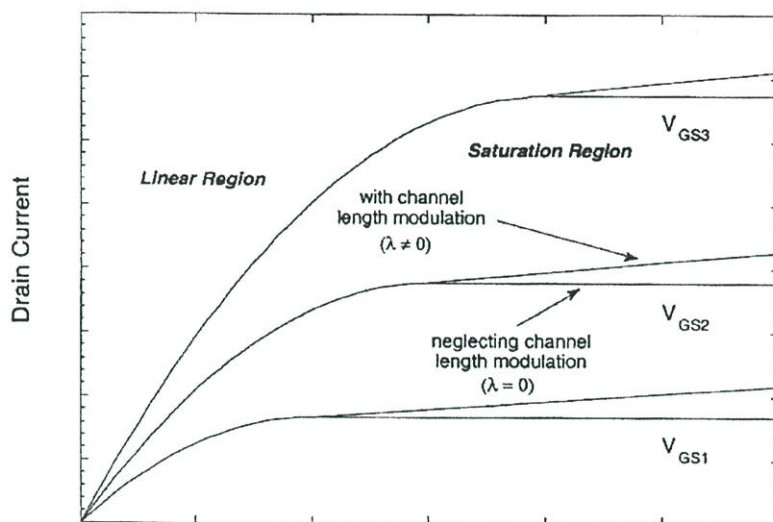 Drain Current
Linear Region
Saturation Region
V GS3
with channel
length modulation
(λ ≠ 0)
V GS2
neglecting channel
length modulation
(λ = 0)
V GS1